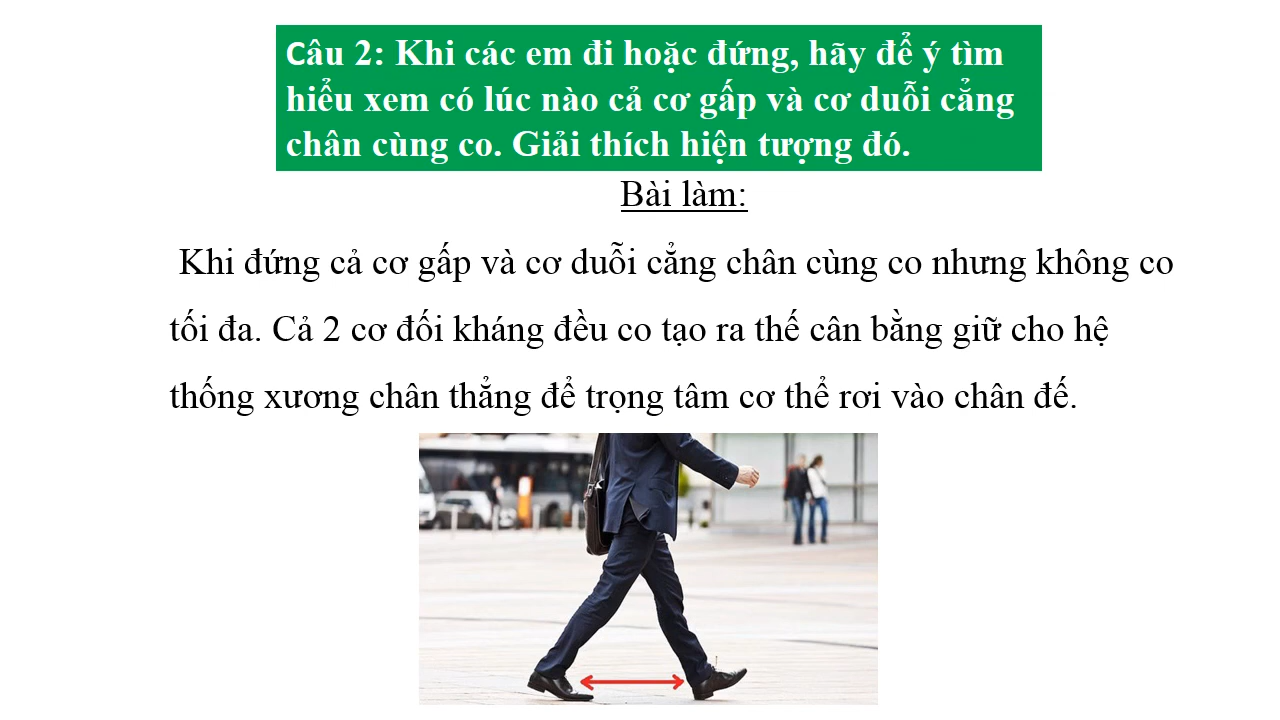 Câu 2: Khi các em đi hoặc đứng, hãy để ý tìm
hiểu xem có lúc nào cả cơ gấp và cơ duỗi cẳng
chân cùng co. Giải thích hiện tượng đó.
Bài làm:
Khi đứng cả cơ gấp và cơ duỗi cẳng chân cùng co nhưng không co
tối đa. Cả 2 cơ đối kháng đều co tạo ra thế cân bằng giữ cho hệ
thống xương chân thẳng để trọng tâm cơ thể rơi vào chân đế.